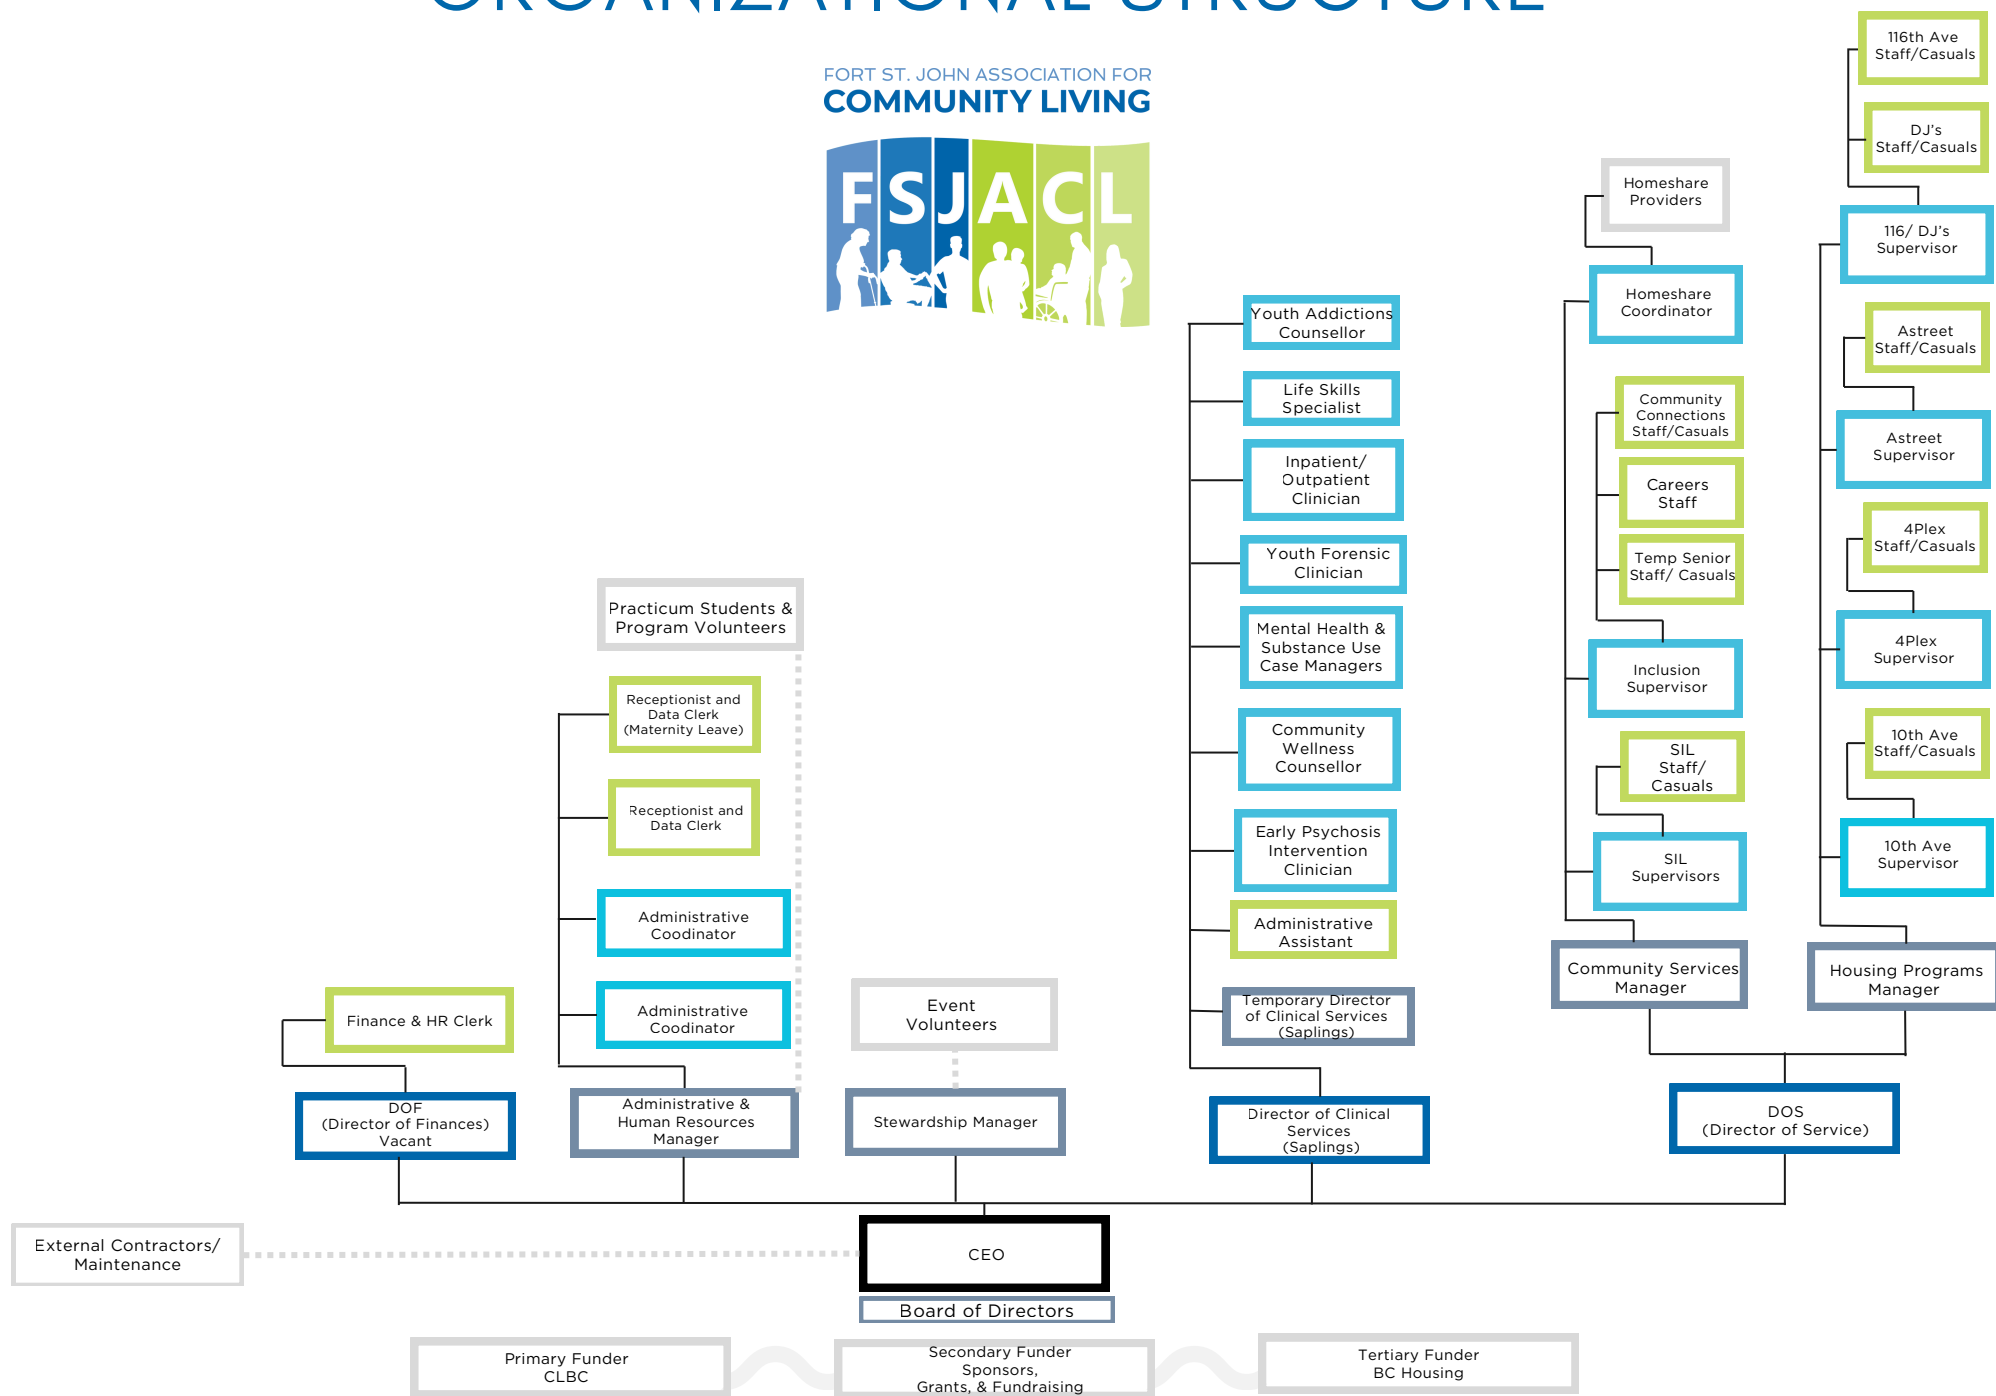 ORGANIZATIONAL STRUCTURE
FORT ST. JOHN ASSOCIATION FOR
COMMUNITY LIVING
FSJACL
116th Ave
Staff/Casuals
DJ's
Staff/Casuals
116/ DJ's
Supervisor
Astreet
Staff/Casuals
Astreet
Supervisor
4Plex
Staff/Casuals
4Plex
Supervisor
10th Ave
Staff/Casuals
10th Ave
Supervisor
Housing Programs
Manager
Homeshare
Providers
Homeshare
Coordinator
Community
Connections
Staff/Casuals
Careers
Staff
Temp Senior
Staff/ Casuals
Inclusion
Supervisor
SIL
Staff/
Casuals
SIL
Supervisors
Community Services
Manager
Youth Addictions
Counsellor
Life Skills
Specialist
Inpatient/
Outpatient
Clinician
Youth Forensic
Clinician
Mental Health &
Substance Use
Case Managers
Community
Wellness
Counsellor
Early Psychosis
Intervention
Clinician
Administrative
Assistant
Temporary Director
of Clinical Services
(Saplings)
Practicum Students &
Program Volunteers
Receptionist and
Data Clerk
(Maternity Leave)
Receptionist and
Data Clerk
Administrative
Coodinator
Administrative
Coodinator
Event
Volunteers
Finance & HR Clerk
DOF
(Director of Finances)
Vacant
Administrative &
Human Resources
Manager
Stewardship Manager
Director of Clinical
Services
(Saplings)
DOS
(Director of Service)
External Contractors/
Maintenance
CEO
Board of Directors
Primary Funder
CLBC
Secondary Funder
Sponsors,
Grants, & Fundraising
Tertiary Funder
BC Housing